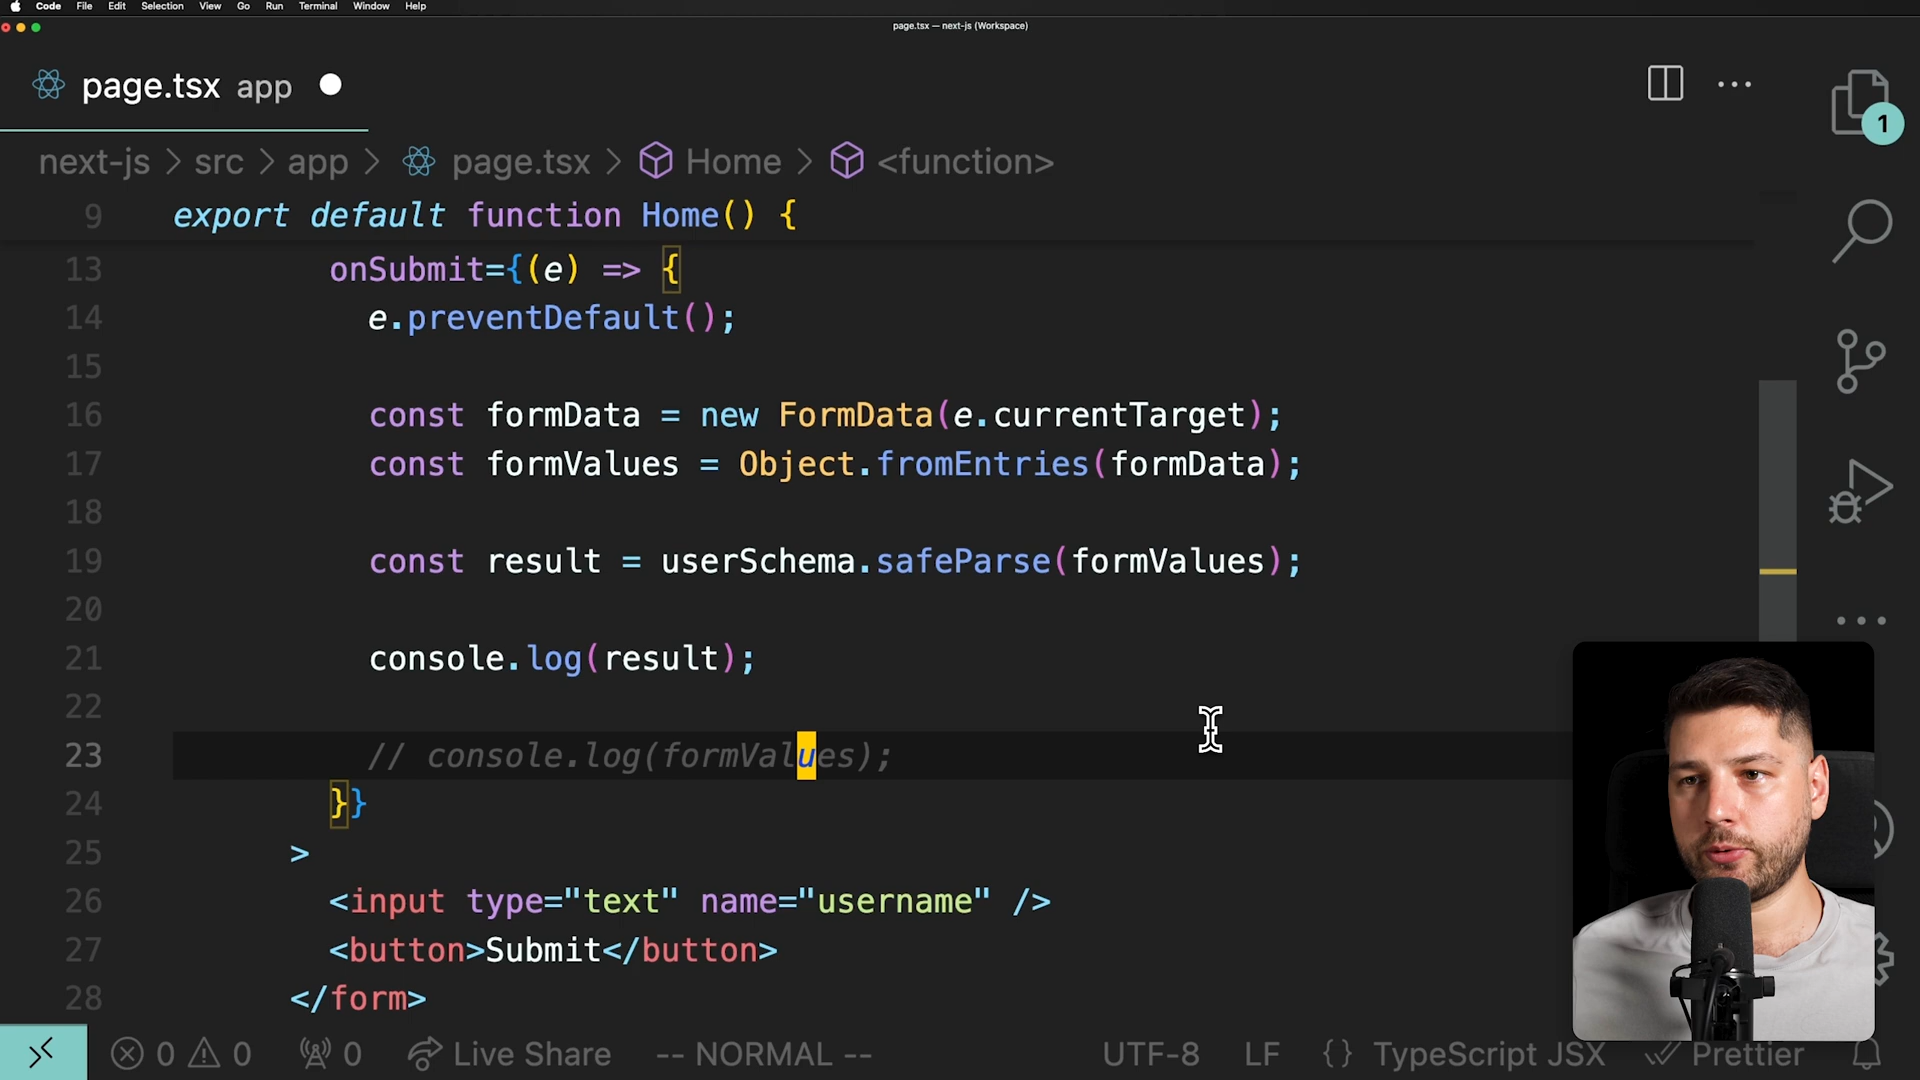 Code File Edit Selection View Go Run Terminal Window Help
page.tsx — next-js (Workspace)
page.tsx app
1
next-js > src > app > page.tsx > Home > <function>
9 export default function Home() {
13 onSubmit={(e) => {
14 e.preventDefault();
15
16 const formData = new FormData(e.currentTarget);
17 const formValues = Object.fromEntries(formData);
18
19 const result = userSchema.safeParse(formValues);
20
21 console.log(result);
22
23 // console.log(formValues);
24 }}
25 >
26 <input type="text" name="username" />
27 <button>Submit</button>
28 </form>
0 0 0 Live Share -- NORMAL -- UTF-8 LF {} TypeScript JSX Prettier